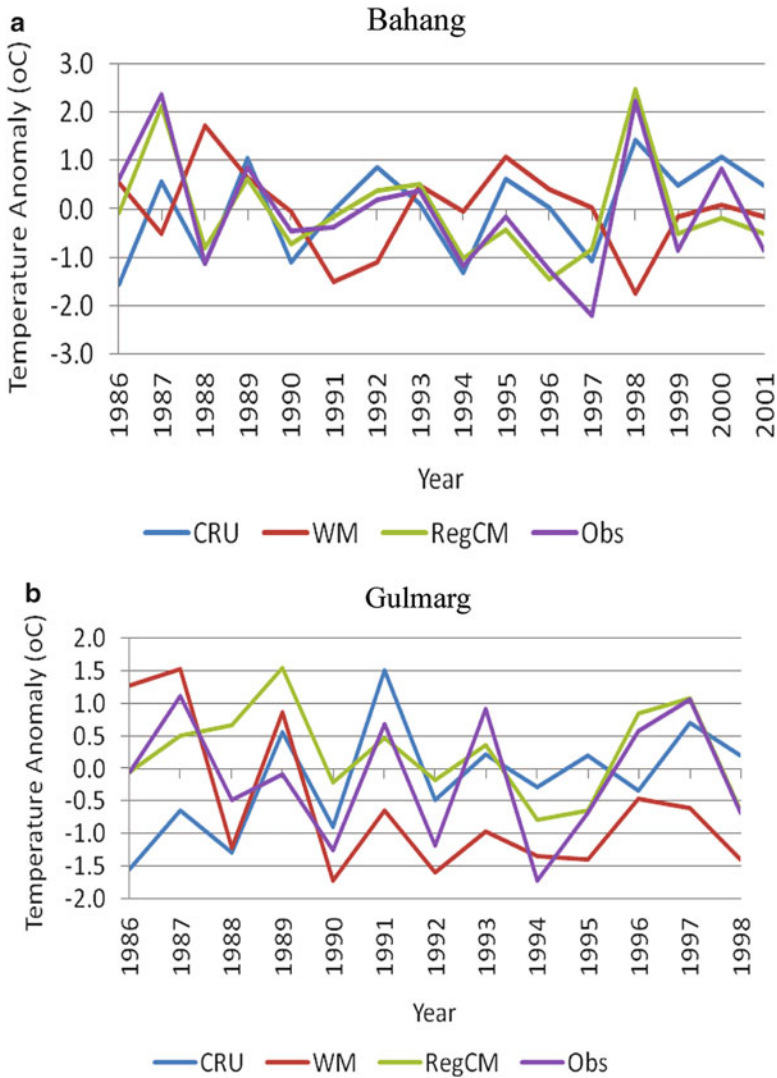 a
Bahang
Temperature Anomaly (oC)
3.0
2.0
1.0
0.0
-1.0
-2.0
-3.0
1986 1987 1988 1989 1990 1991 1992 1993 1994 1995 1996 1997 1998 1999 2000 2001
Year
CRU WM RegCM Obs
b
Gulmarg
Temperature Anomaly (oC)
2.0
1.5
1.0
0.5
0.0
-0.5
-1.0
-1.5
-2.0
1986 1987 1988 1989 1990 1991 1992 1993 1994 1995 1996 1997 1998
Year
CRU WM RegCM Obs